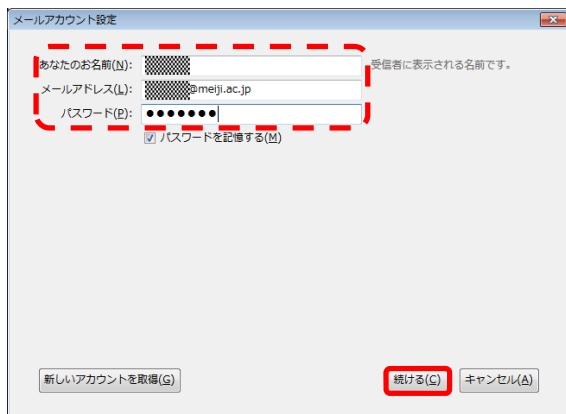 メールアカウント設定
あなたのお名前(N):
受信者に表示される名前です。
メールアドレス(L): @meiji.ac.jp
パスワード(P): ●●●●●●●
パスワードを記憶する(M)
新しいアカウントを取得(G) 続ける(C) キャンセル(A)